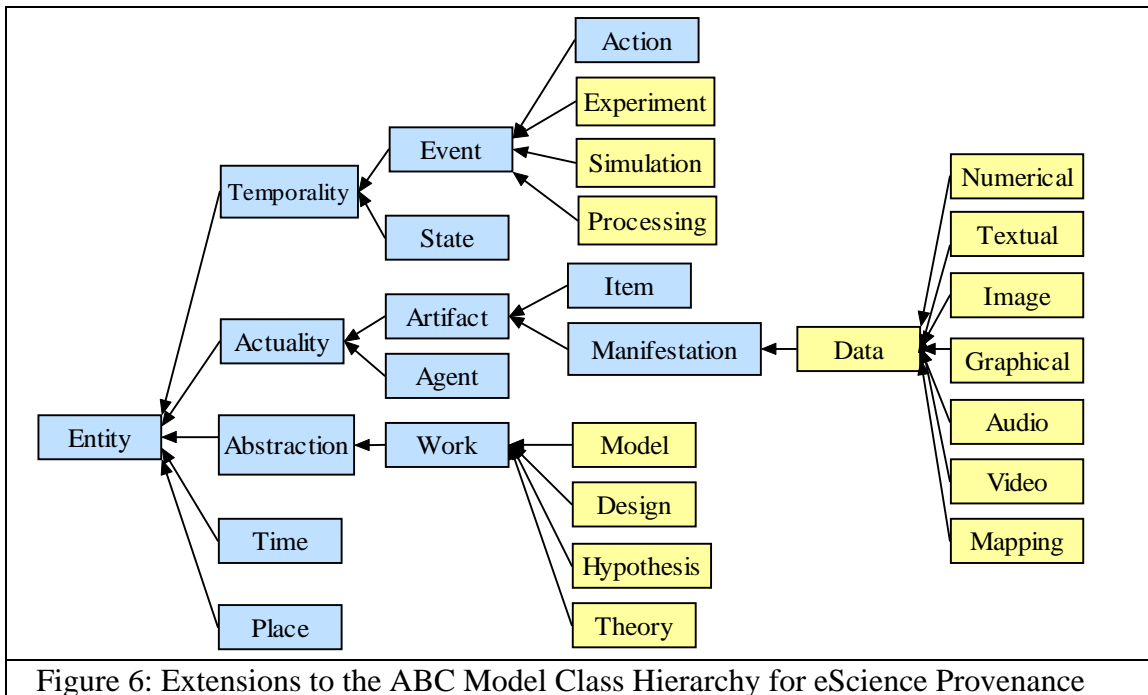 Action
Experiment
Event
Simulation
Numerical
Temporality
Processing
Textual
State
Item
Image
Artifact
Actuality
Manifestation
Data
Graphical
Agent
Audio
Entity
Abstraction
Work
Model
Video
Design
Time
Mapping
Hypothesis
Place
Theory
Figure 6: Extensions to the ABC Model Class Hierarchy for eScience Provenance